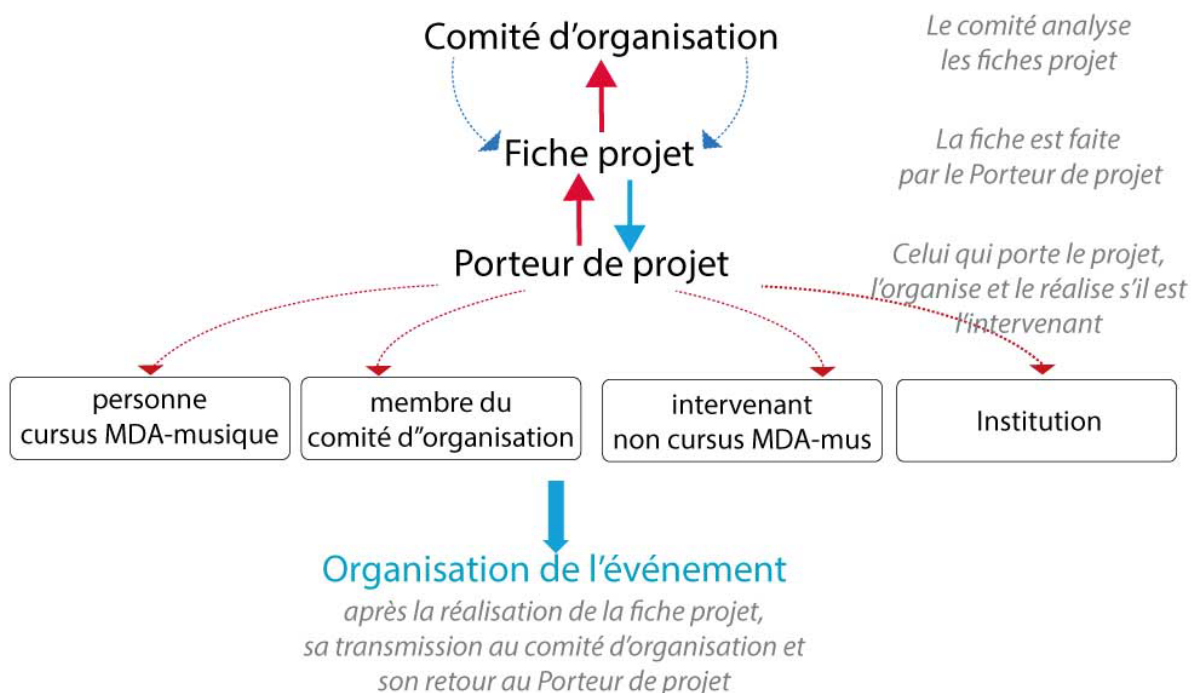 Comité d'organisation
Le comité analyse
les fiches projet
Fiche projet
La fiche est faite
par le Porteur de projet
Porteur de projet
Celui qui porte le projet,
l'organise et le réalise s'il est
l'intervenant
personne
cursus MDA-musique
membre du
comité d"organisation
intervenant
non cursus MDA-mus
Institution
Organisation de l'événement
après la réalisation de la fiche projet,
sa transmission au comité d'organisation et
son retour au Porteur de projet